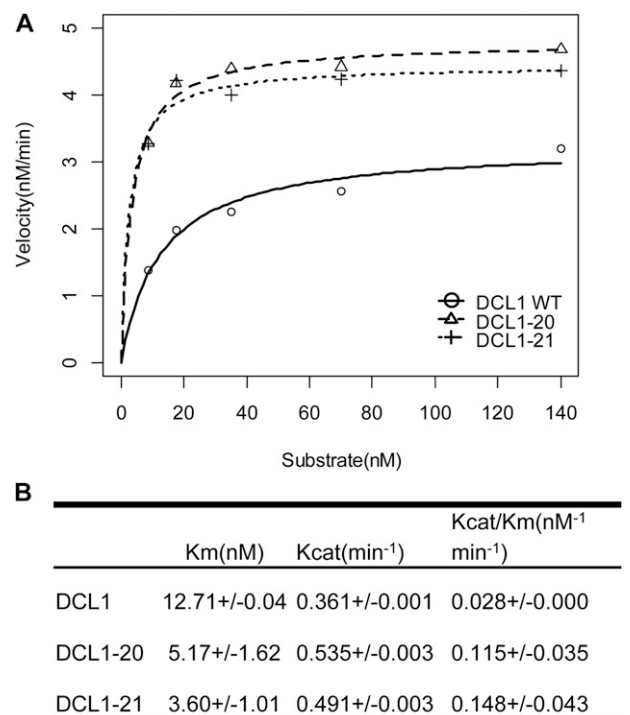 A
Velocity(nM/min)
5
4
3
2
1
0
DCL1 WT
DCL1-20
DCL1-21
0 20 40 60 80 100 120 140
Substrate(nM)
B
Kcat/Km(nM⁻¹
Km(nM) Kcat(min⁻¹) min⁻¹)
DCL1 12.71+/-0.04 0.361+/-0.001 0.028+/-0.000
DCL1-20 5.17+/-1.62 0.535+/-0.003 0.115+/-0.035
DCL1-21 3.60+/-1.01 0.491+/-0.003 0.148+/-0.043